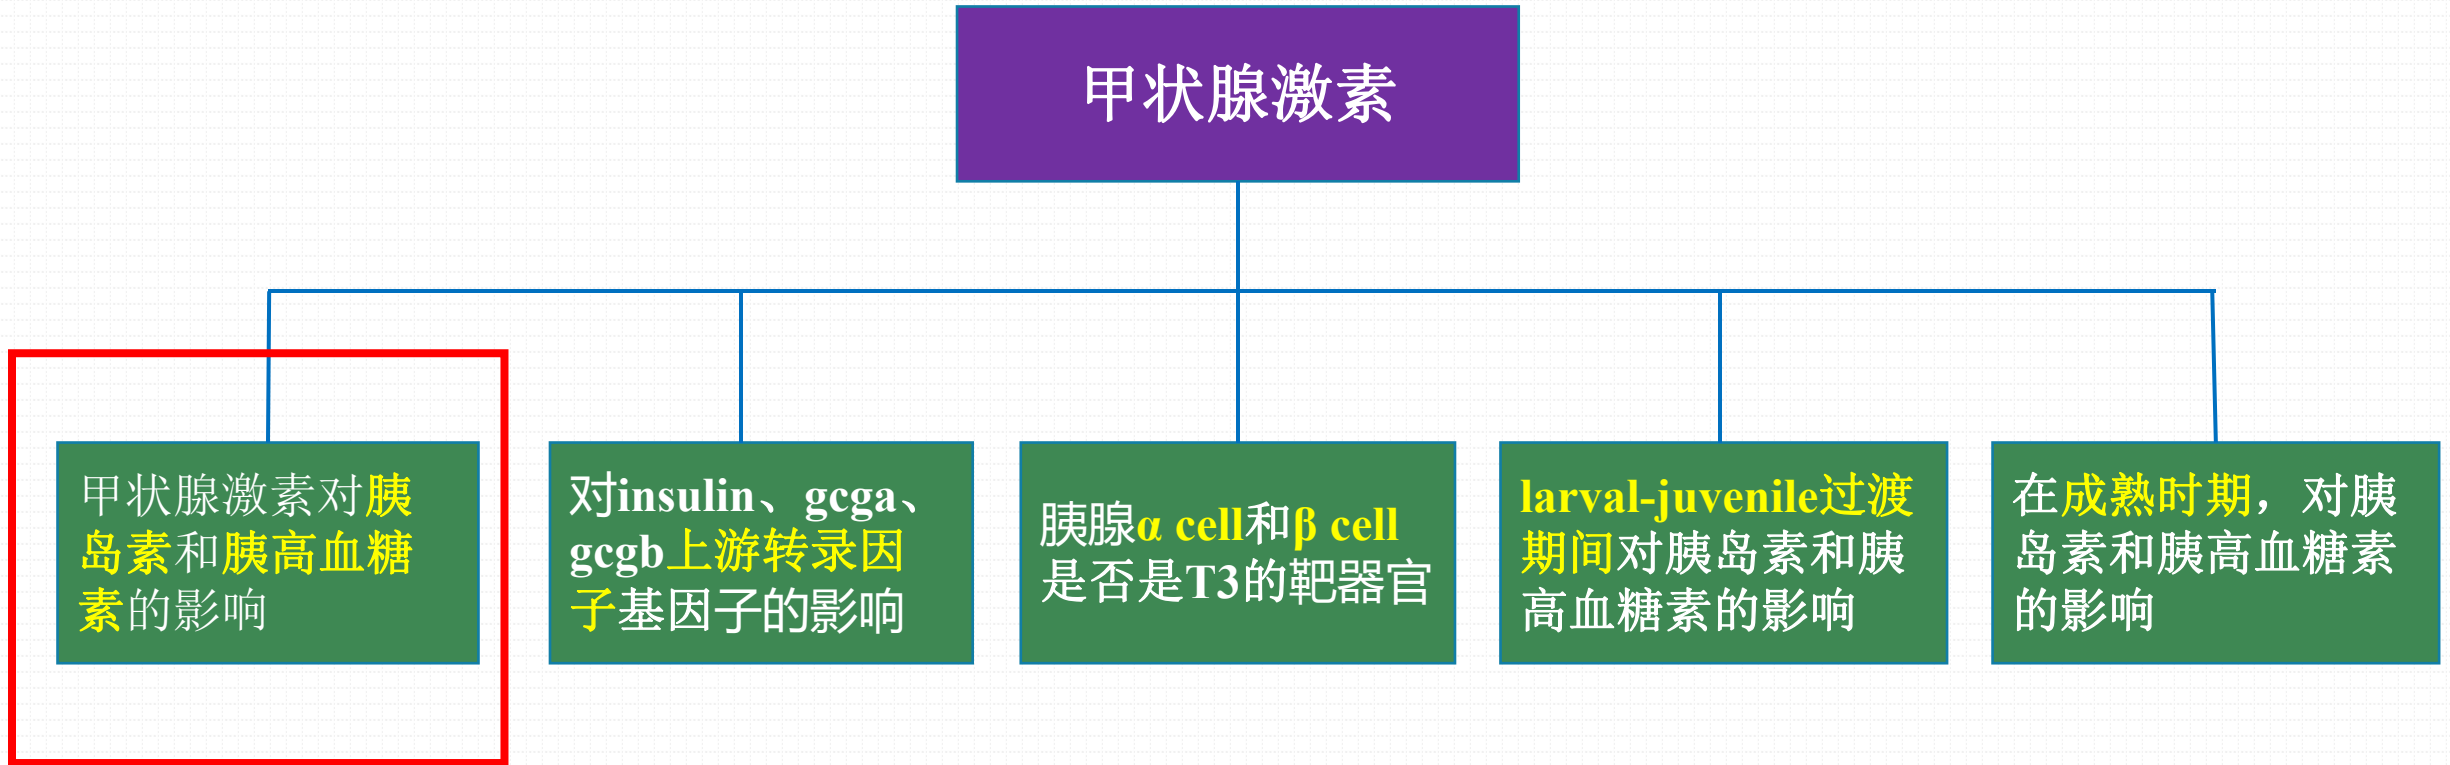 甲状腺激素
甲状腺激素对胰
岛素和胰高血糖
素的影响
对insulin、gcga、
gcgb上游转录因
子基因子的影响
胰腺α cell和β cell
是否是T3的靶器官
larval-juvenile过渡
期间对胰岛素和胰
高血糖素的影响
在成熟时期，对胰
岛素和胰高血糖素
的影响